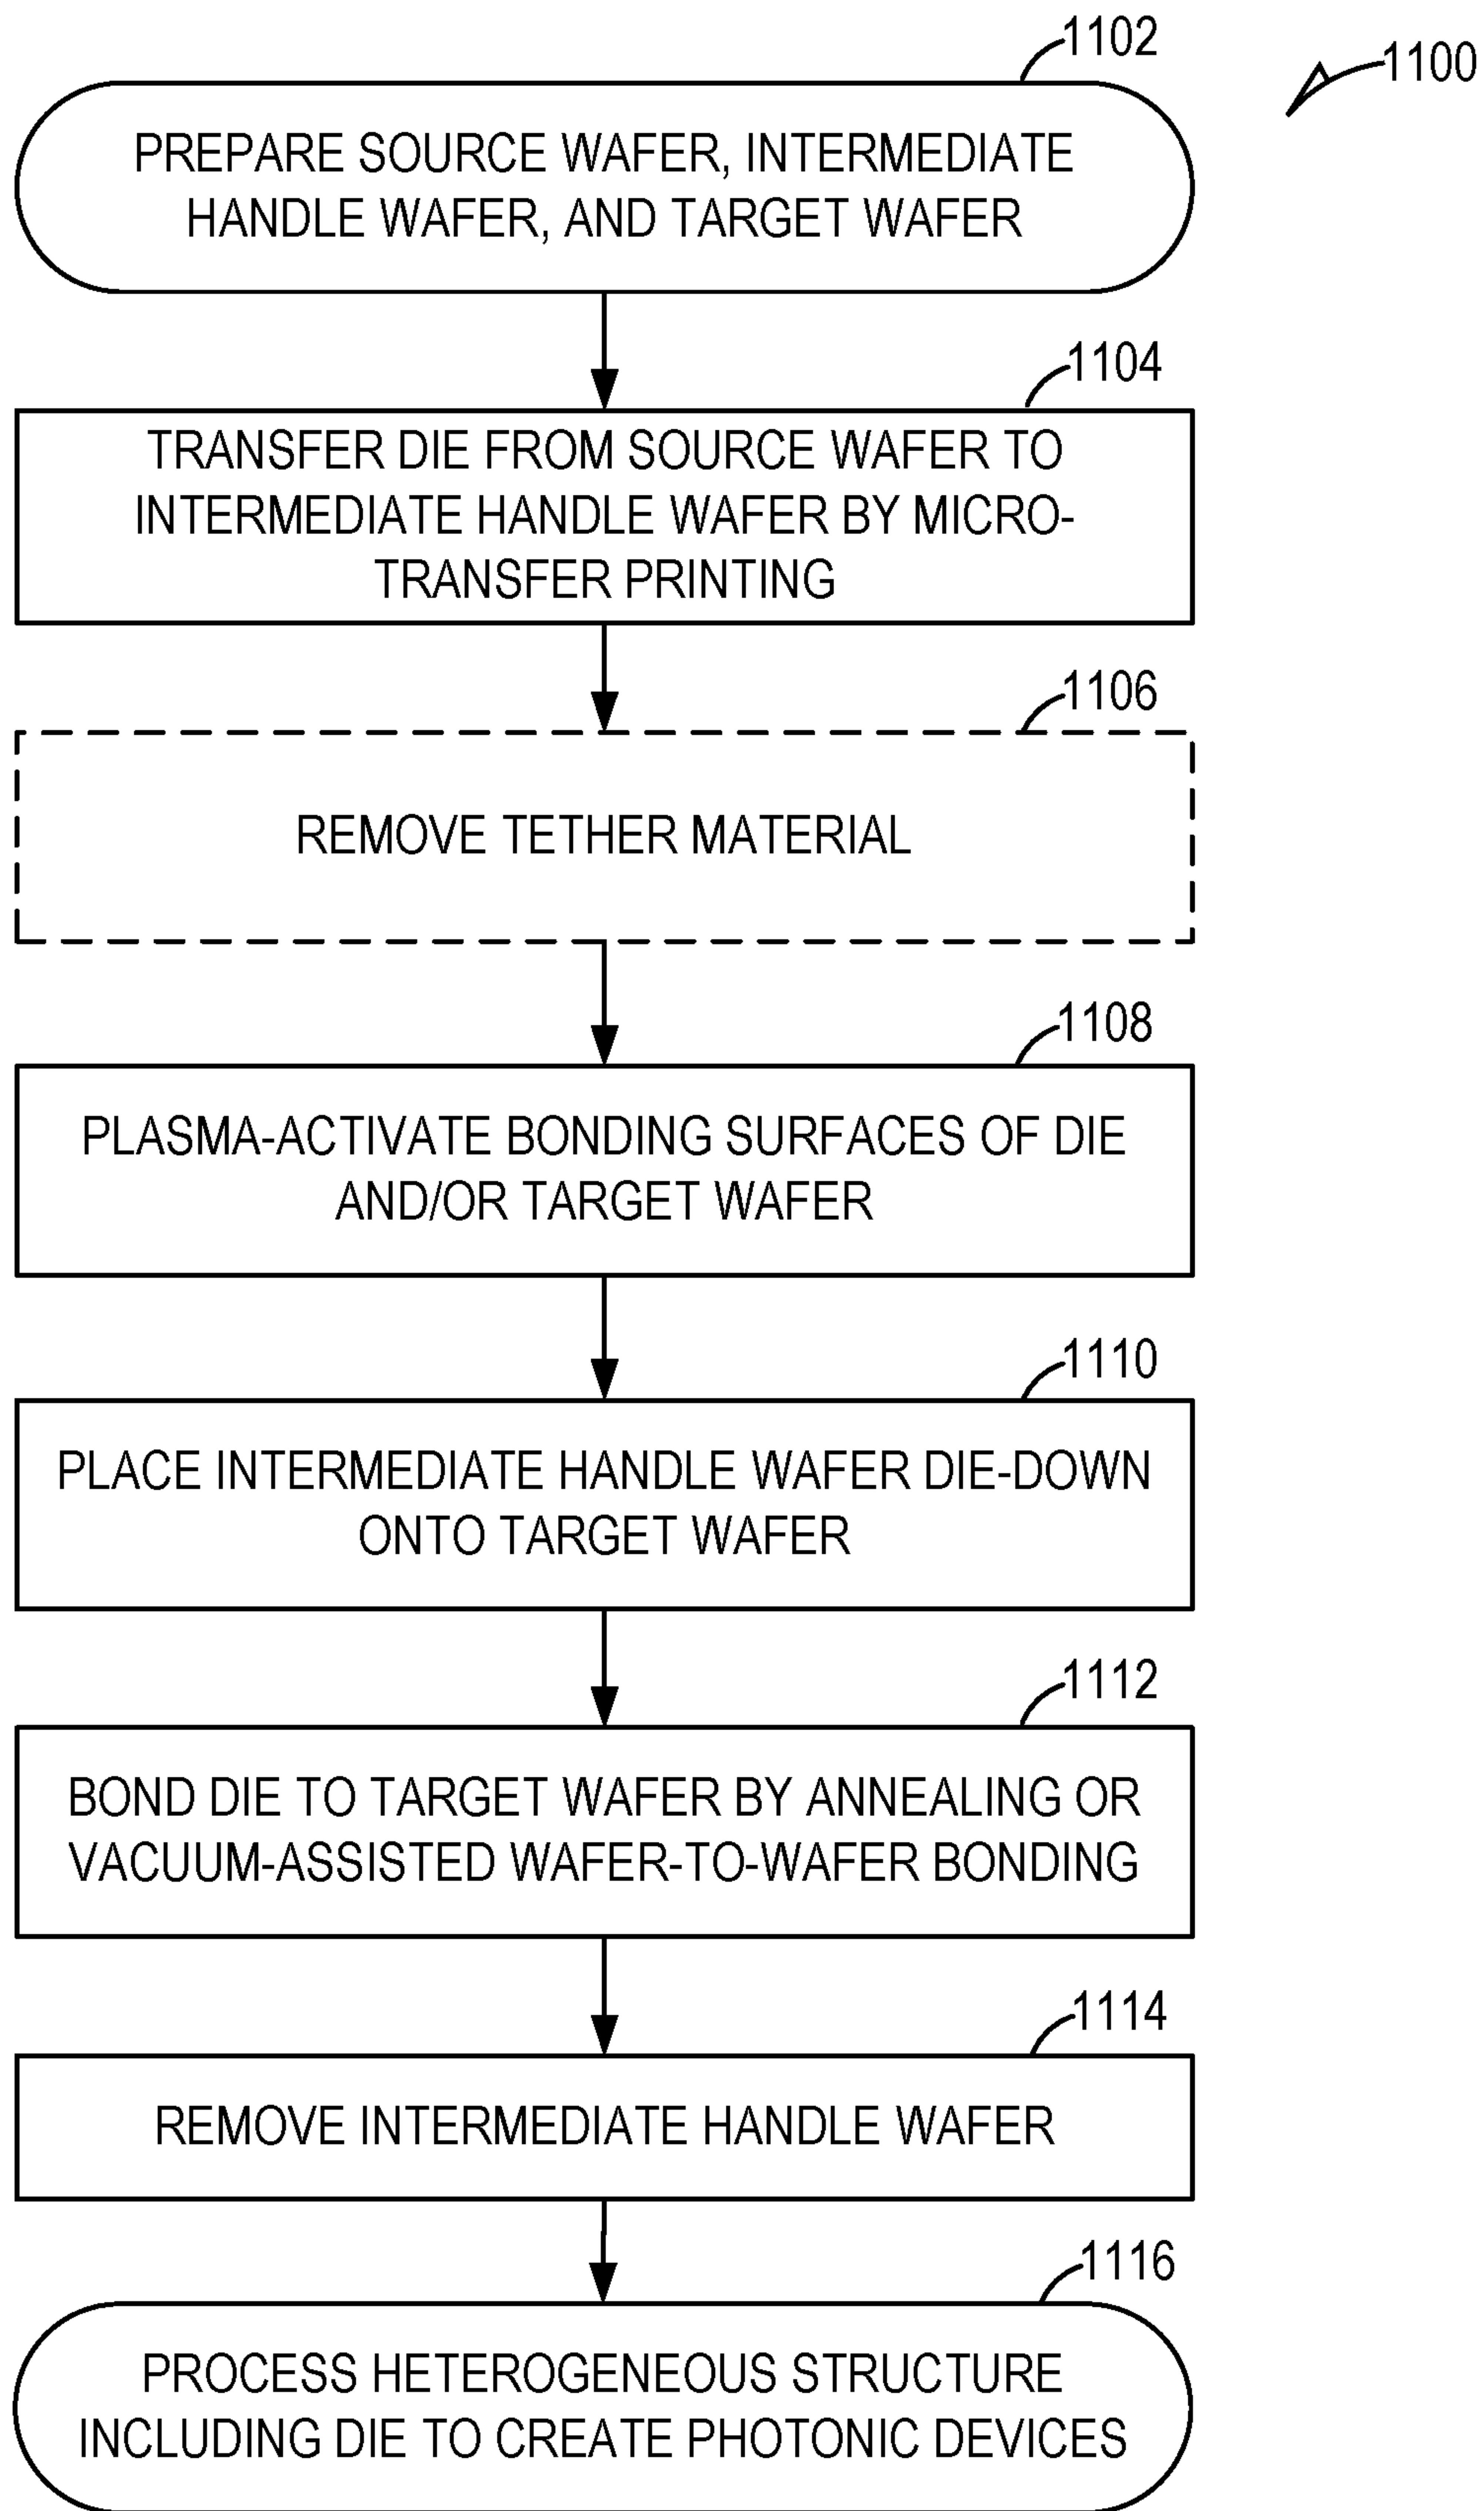 1102
1100
PREPARE SOURCE WAFER, INTERMEDIATE
HANDLE WAFER, AND TARGET WAFER
1104
TRANSFER DIE FROM SOURCE WAFER TO
INTERMEDIATE HANDLE WAFER BY MICRO-
TRANSFER PRINTING
1106
REMOVE TETHER MATERIAL
1108
PLASMA-ACTIVATE BONDING SURFACES OF DIE
AND/OR TARGET WAFER
1110
PLACE INTERMEDIATE HANDLE WAFER DIE-DOWN
ONTO TARGET WAFER
1112
BOND DIE TO TARGET WAFER BY ANNEALING OR
VACUUM-ASSISTED WAFER-TO-WAFER BONDING
1114
REMOVE INTERMEDIATE HANDLE WAFER
1116
PROCESS HETEROGENEOUS STRUCTURE
INCLUDING DIE TO CREATE PHOTONIC DEVICES